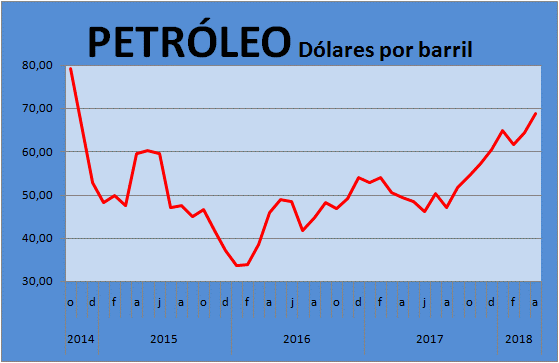 PETRÓLEO Dólares por barril
80,00
70,00
60,00
50,00
40,00
30,00
o d f a j a o d f a j a o d f a j a o d f a
2014 2015 2016 2017 2018